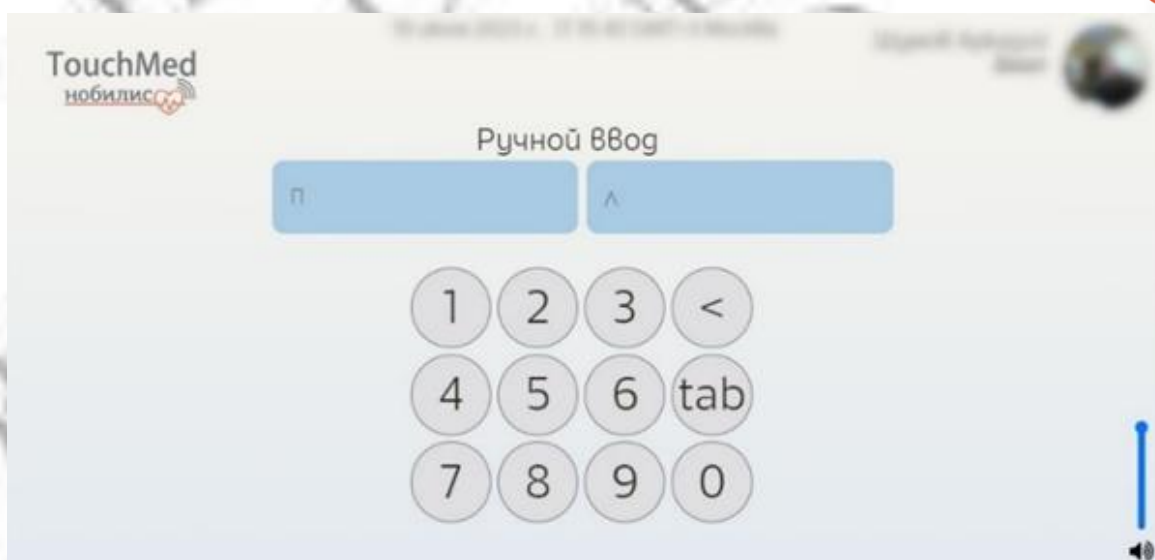 TouchMed
нобилис
Ручной ввод
П
Л
1 2 3 <
4 5 6 tab
7 8 9 0